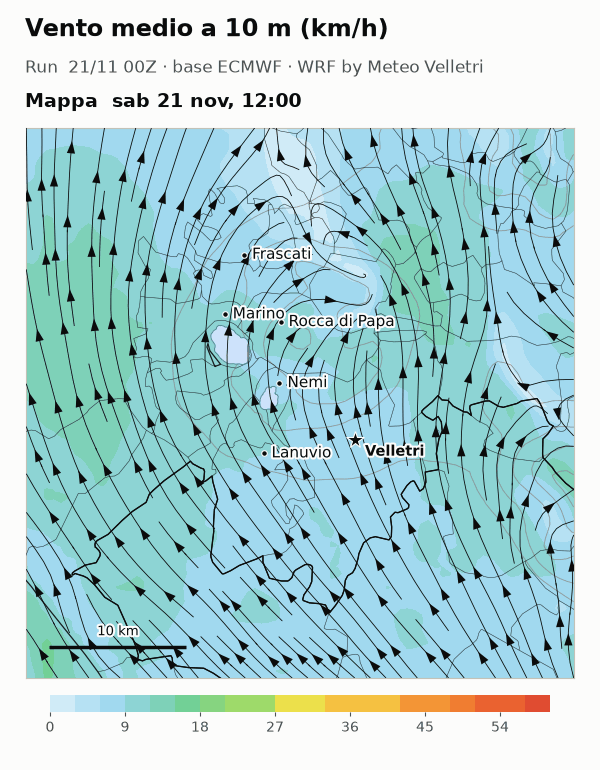 Vento medio a 10 m (km/h)
Run 21/11 00Z · base ECMWF · WRF by Meteo Velletri
Mappa sab 21 nov, 12:00
Frascati
Marino
Rocca di Papa
Nemi
Velletri
Lanuvio
10 km
0 9 18 27 36 45 54